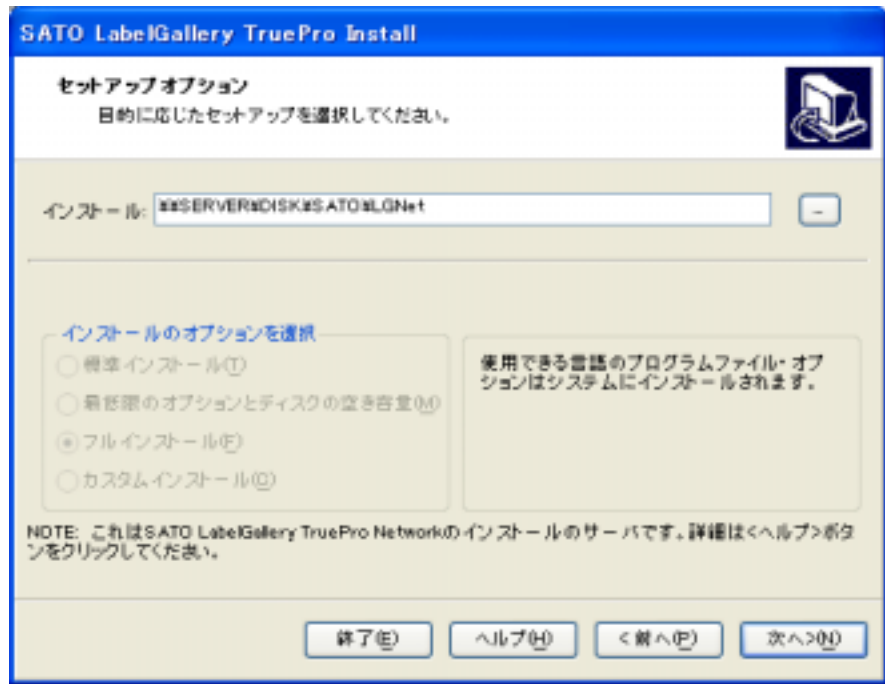 SATO LabelGallery TruePro Install
セットアップオプション
目的に応じたセットアップを選択してください。
インストール: ¥¥SERVER¥DISK¥SATO¥LGNet
...
インストールのオプションを選択
標準インストール(T)
最低限のオプションとディスクの空き容量(M)
フルインストール(F)
カスタムインストール(O)
使用できる言語のプログラムファイル・オプ
ションはシステムにインストールされます。
NOTE: これはSATO LabelGallery TruePro Networkのインストールのサーバです。詳細は<ヘルプ>ボタ
ンをクリックしてください。
終了(E) ヘルプ(H) <前へ(P) 次へ>(N)